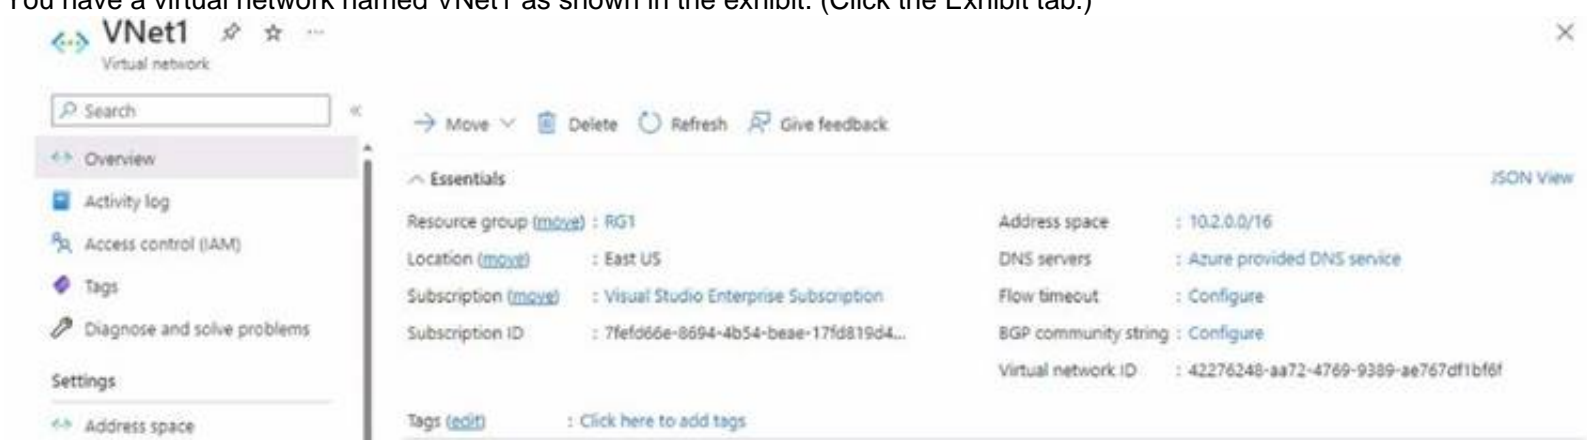 You have a virtual network named VNet1 as shown in the exhibit. (Click the Exhibit tab.)
VNet1
Virtual network
Search
Move Delete Refresh Give feedback
Overview
Essentials JSON View
Activity log
Resource group (move) : RG1 Address space : 10.2.0.0/16
Access control (IAM)
Location (move) : East US DNS servers : Azure provided DNS service
Tags
Subscription (move) : Visual Studio Enterprise Subscription Flow timeout : Configure
Diagnose and solve problems
Subscription ID : 7fefd66e-8694-4b54-beae-17fd819d4... BGP community string : Configure
Settings
Virtual network ID : 42276248-aa72-4769-9389-ae767df1bf6f
Address space
Tags (edit) : Click here to add tags